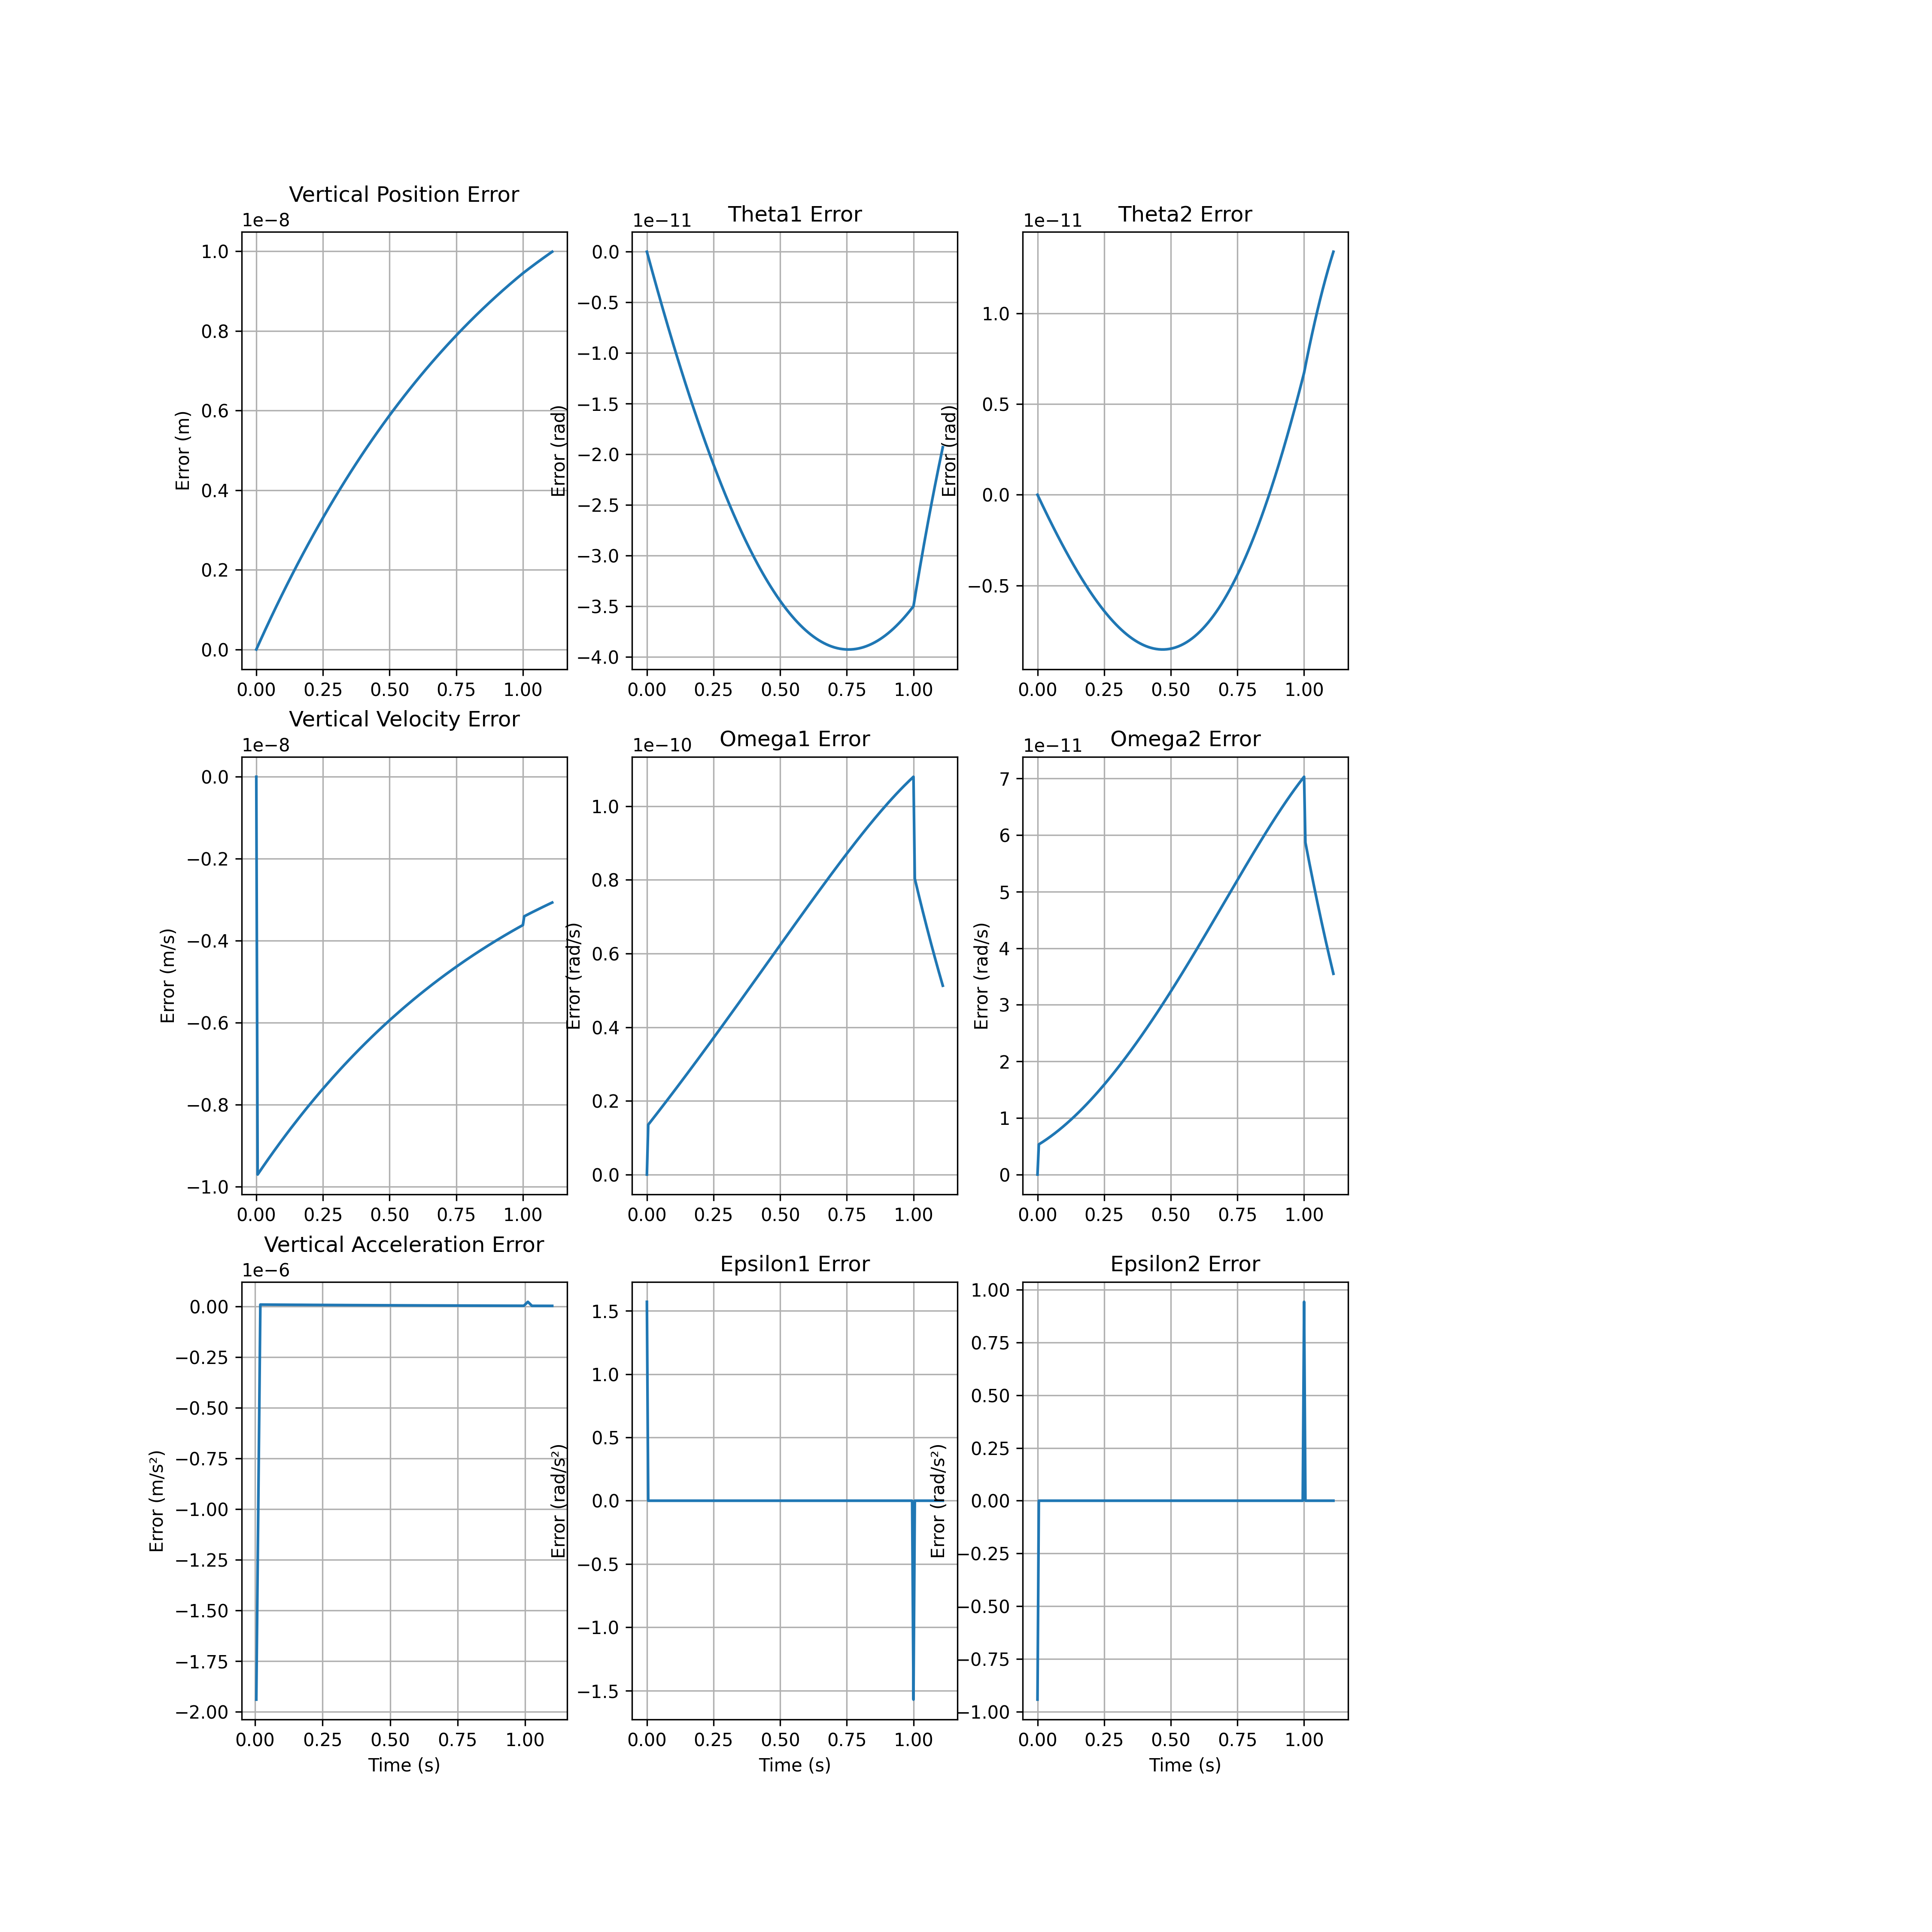 Vertical Position Error
1e−8
1.0
0.8
0.6
0.4
0.2
0.0
Error (m)
0.00 0.25 0.50 0.75 1.00
Theta1 Error
1e−11
0.0
−0.5
−1.0
−1.5
−2.0
−2.5
−3.0
−3.5
−4.0
Error (rad)
0.00 0.25 0.50 0.75 1.00
Theta2 Error
1e−11
1.0
0.5
0.0
−0.5
Error (rad)
0.00 0.25 0.50 0.75 1.00
Vertical Velocity Error
1e−8
0.0
−0.2
−0.4
−0.6
−0.8
−1.0
Error (m/s)
0.00 0.25 0.50 0.75 1.00
Omega1 Error
1e−10
1.0
0.8
0.6
0.4
0.2
0.0
Error (rad/s)
0.00 0.25 0.50 0.75 1.00
Omega2 Error
1e−11
7
6
5
4
3
2
1
0
Error (rad/s)
0.00 0.25 0.50 0.75 1.00
Vertical Acceleration Error
1e−6
0.00
−0.25
−0.50
−0.75
−1.00
−1.25
−1.50
−1.75
−2.00
Error (m/s²)
0.00 0.25 0.50 0.75 1.00
Time (s)
Epsilon1 Error
1.5
1.0
0.5
0.0
−0.5
−1.0
−1.5
Error (rad/s²)
0.00 0.25 0.50 0.75 1.00
Time (s)
Epsilon2 Error
1.00
0.75
0.50
0.25
0.00
−0.25
−0.50
−0.75
−1.00
Error (rad/s²)
0.00 0.25 0.50 0.75 1.00
Time (s)